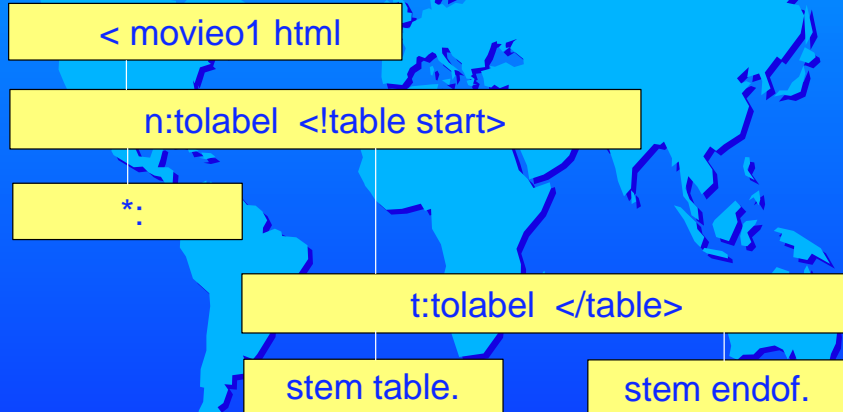 < movieo1 html
n:tolabel <!table start>
*:
t:tolabel </table>
stem table.
stem endof.